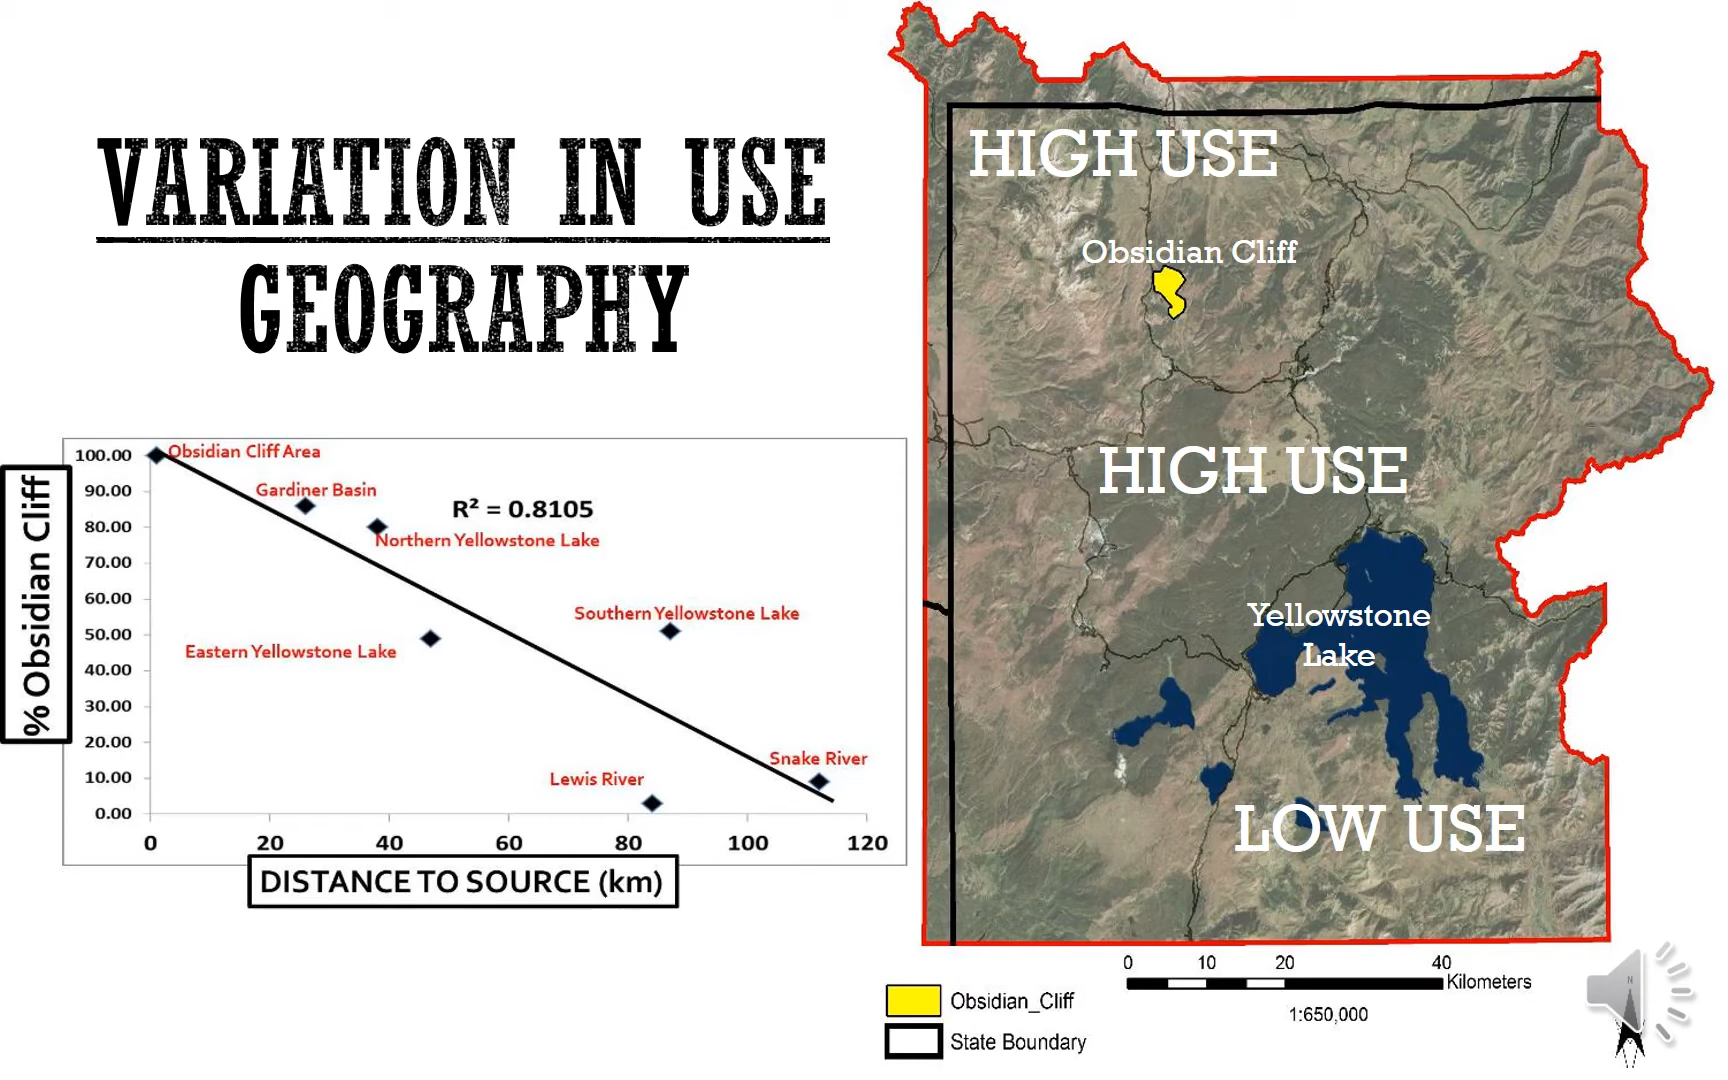 VARIATION IN USE
GEOGRAPHY
% Obsidian Cliff
100.00
90.00
80.00
70.00
60.00
50.00
40.00
30.00
20.00
10.00
0.00
Obsidian Cliff Area
Gardiner Basin
R² = 0.8105
Northern Yellowstone Lake
Southern Yellowstone Lake
Eastern Yellowstone Lake
Snake River
Lewis River
0 20 40 60 80 100 120
DISTANCE TO SOURCE (km)
HIGH USE
Obsidian Cliff
HIGH USE
Yellowstone
Lake
LOW USE
0 10 20 40
Kilometers
1:650,000
Obsidian_Cliff
State Boundary
N